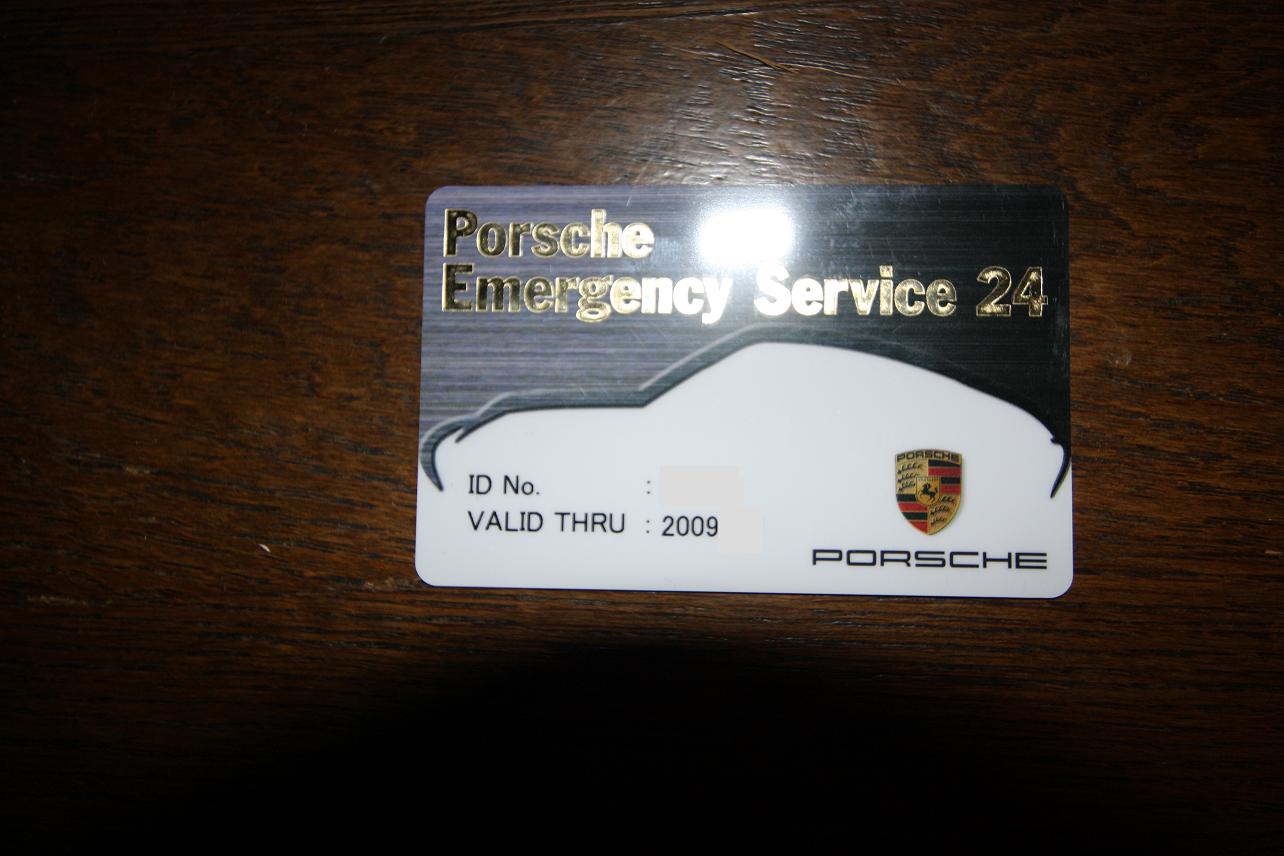 Porsche
Emergency Service 24
ID No. :
VALID THRU : 2009
PORSCHE
PORSCHE